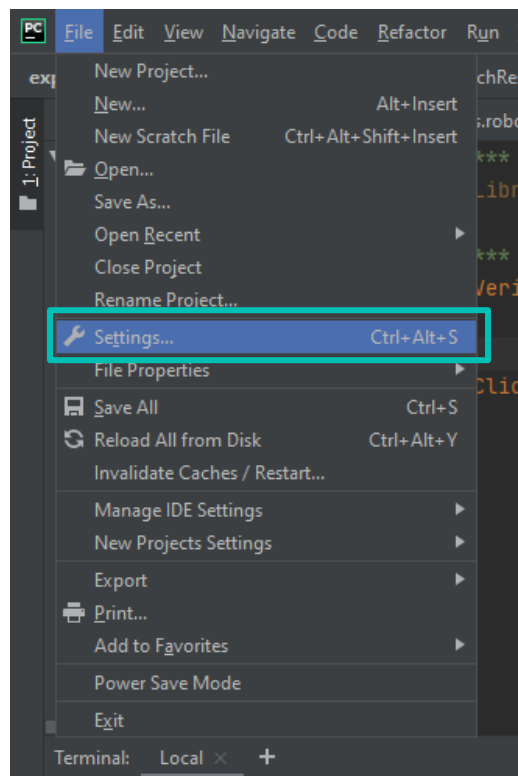 PC File Edit View Navigate Code Refactor Run
New Project...
New... Alt+Insert
New Scratch File Ctrl+Alt+Shift+Insert
Open...
Save As...
Open Recent
Close Project
Rename Project...
Settings... Ctrl+Alt+S
File Properties
Save All Ctrl+S
Reload All from Disk Ctrl+Alt+Y
Invalidate Caches / Restart...
Manage IDE Settings
New Projects Settings
Export
Print...
Add to Favorites
Power Save Mode
Exit
1: Project
***
***
Terminal: Local × +